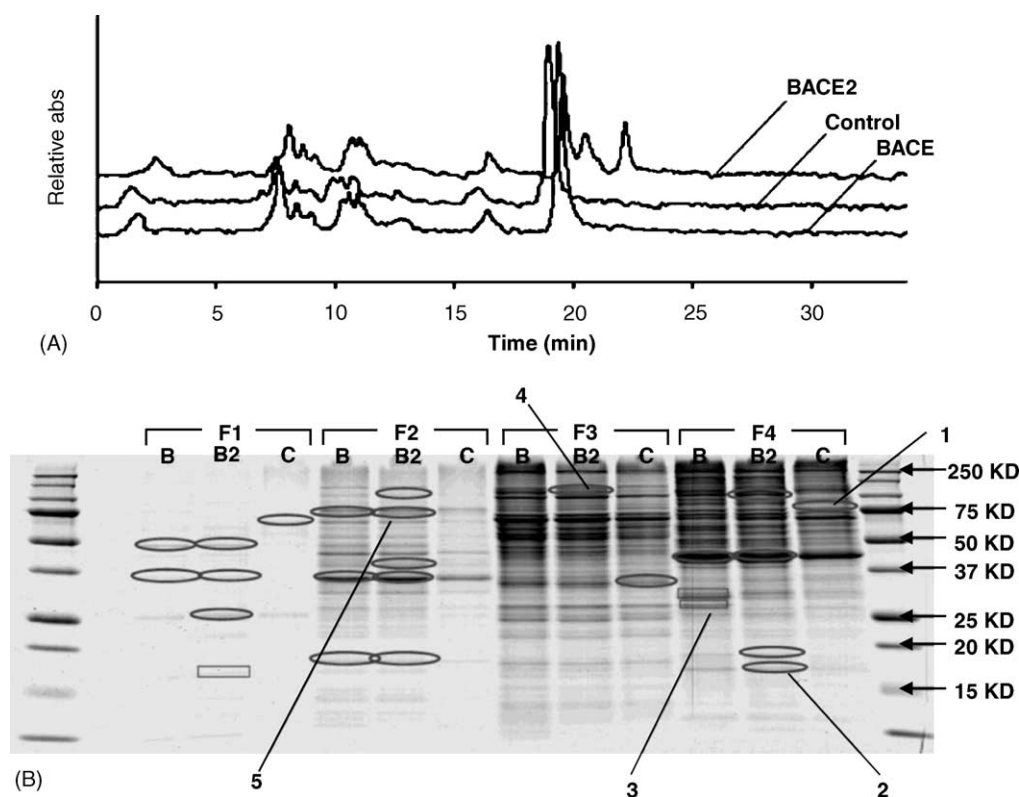 Relative abs
BACE2
Control
BACE
0 5 10 15 20 25 30
(A)
Time (min)
4
F1 F2 F3 F4 1
B B2 C B B2 C B B2 C B B2 C
250 KD
75 KD
50 KD
37 KD
25 KD
20 KD
15 KD
(B)
5 3 2